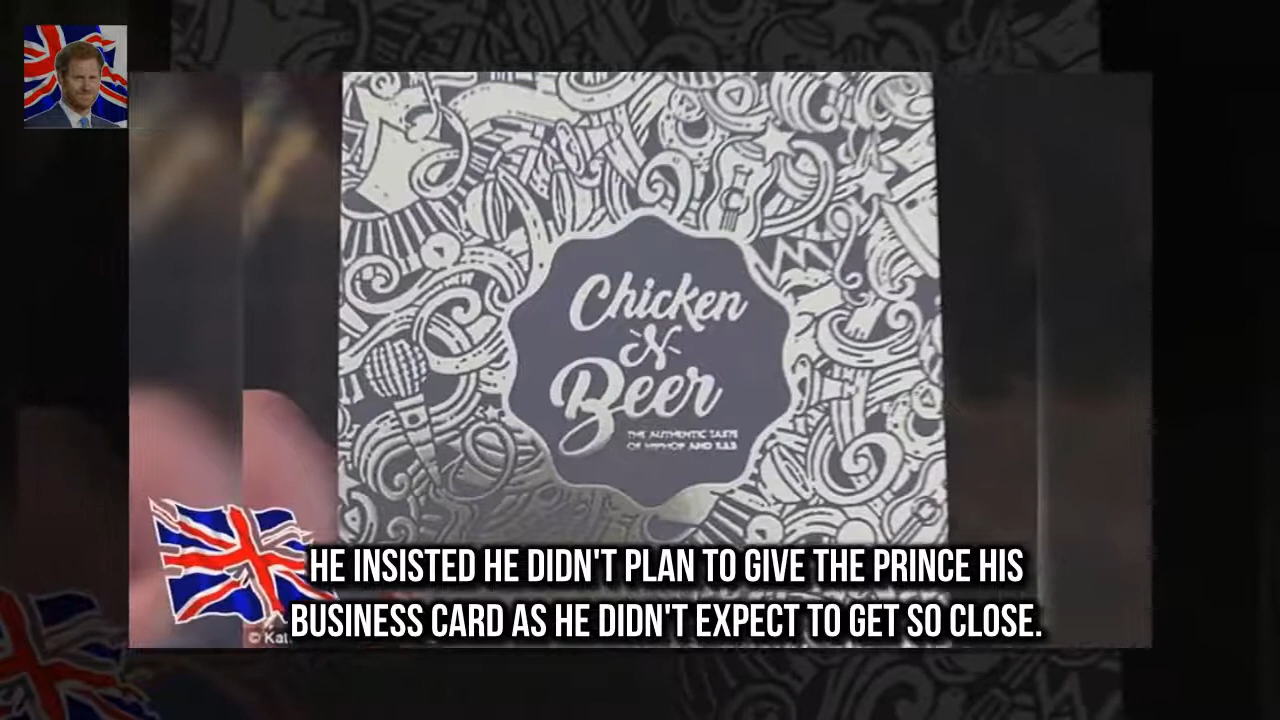 Chicken
N
Beer
THE AUTHENTIC TASTE
OF HIPHOP AND R&B
HE INSISTED HE DIDN'T PLAN TO GIVE THE PRINCE HIS
BUSINESS CARD AS HE DIDN'T EXPECT TO GET SO CLOSE.